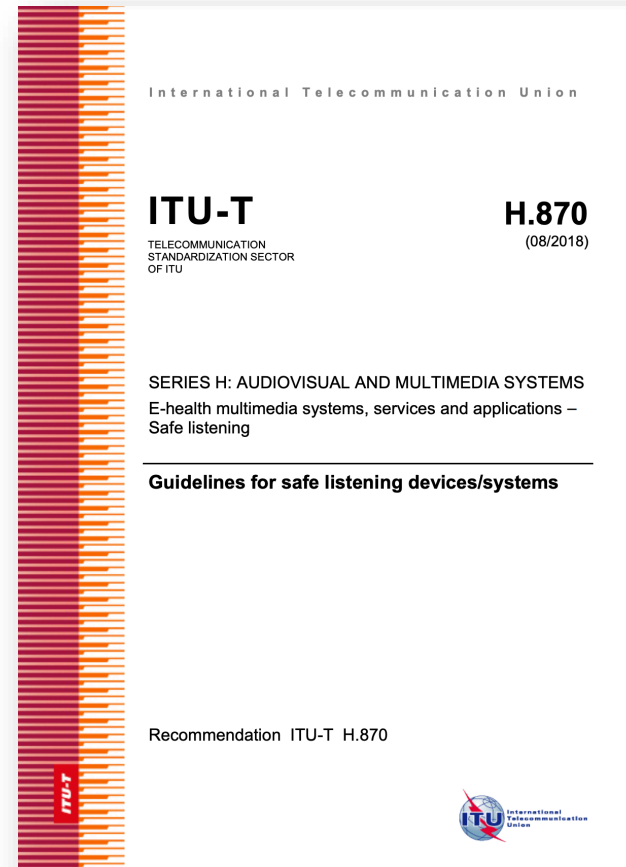 International Telecommunication Union
ITU-T
H.870
TELECOMMUNICATION
STANDARDIZATION SECTOR
OF ITU
(08/2018)
SERIES H: AUDIOVISUAL AND MULTIMEDIA SYSTEMS
E-health multimedia systems, services and applications –
Safe listening
Guidelines for safe listening devices/systems
Recommendation ITU-T H.870
ITU-T
ITU
International
Telecommunication
Union